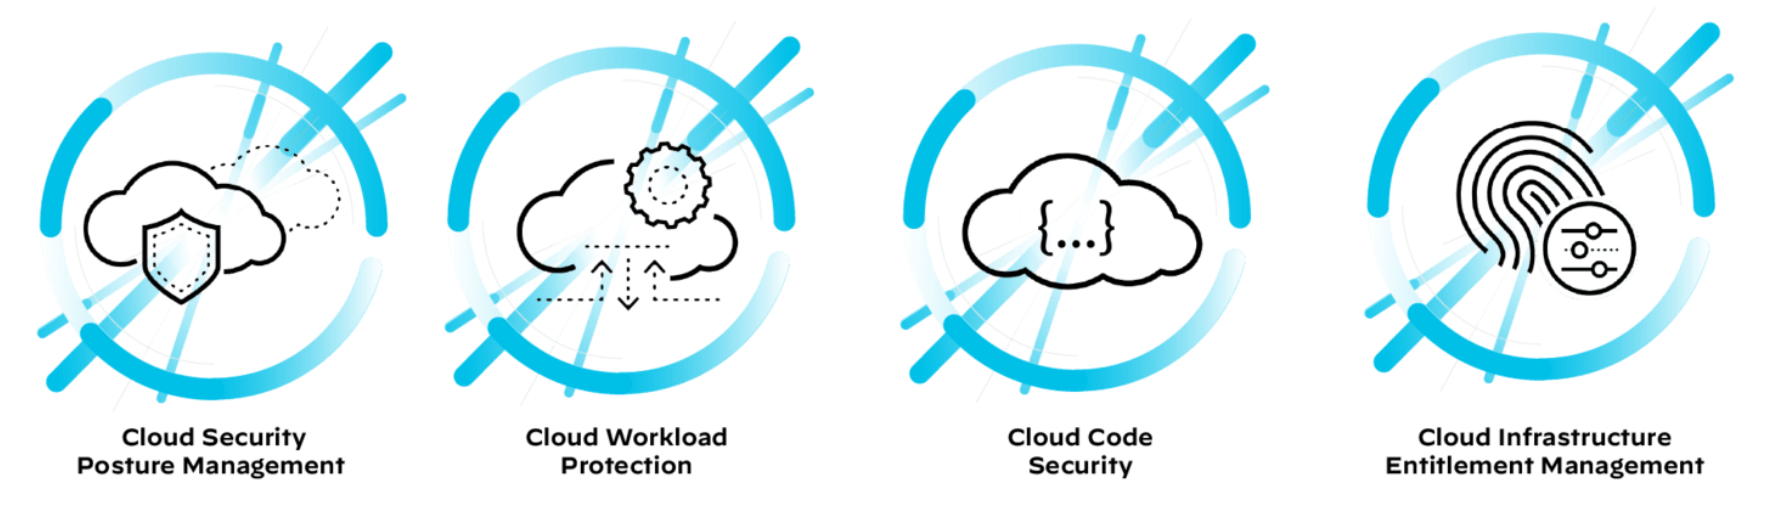 Cloud Security
Posture Management
Cloud Workload
Protection
{...}
Cloud Code
Security
Cloud Infrastructure
Entitlement Management